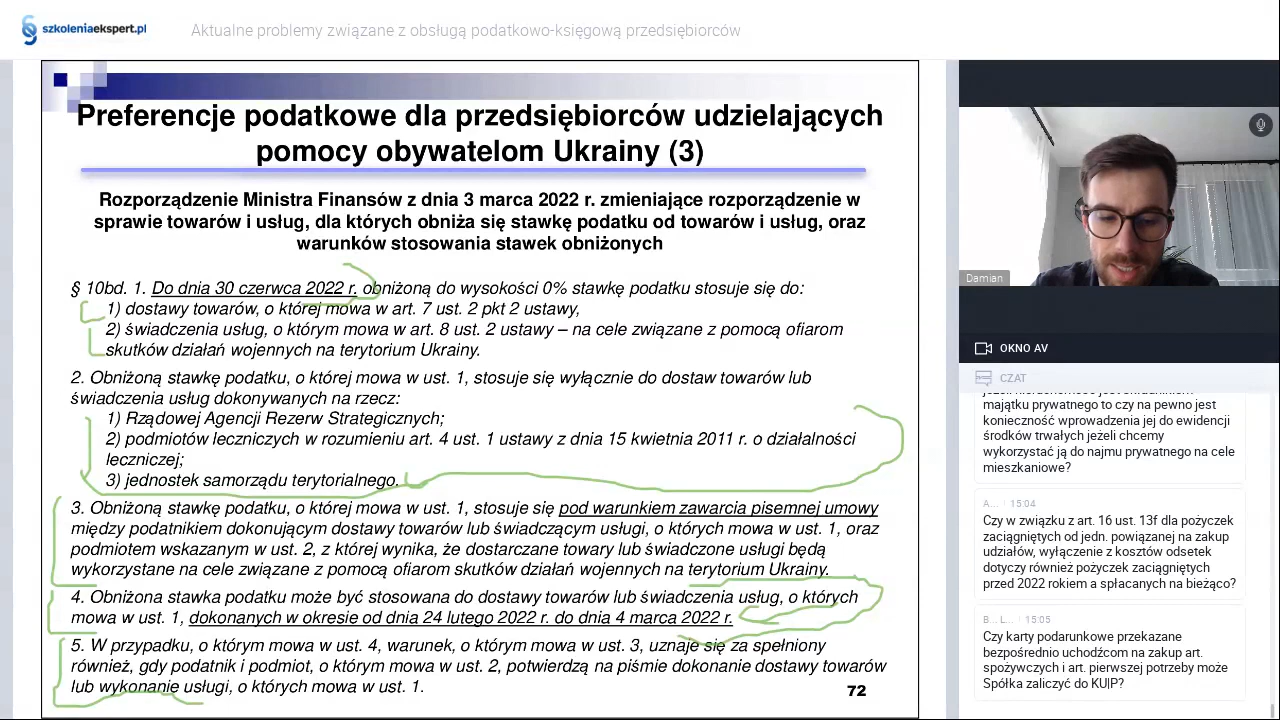 szkoleniaekspert.pl
Aktualne problemy związane z obsługą podatkowo-księgową przedsiębiorców
Preferencje podatkowe dla przedsiębiorców udzielających
pomocy obywatelom Ukrainy (3)
Rozporządzenie Ministra Finansów z dnia 3 marca 2022 r. zmieniające rozporządzenie w
sprawie towarów i usług, dla których obniża się stawkę podatku od towarów i usług, oraz
warunków stosowania stawek obniżonych
§ 10bd. 1. Do dnia 30 czerwca 2022 r. obniżoną do wysokości 0% stawkę podatku stosuje się do:
1) dostawy towarów, o której mowa w art. 7 ust. 2 pkt 2 ustawy,
2) świadczenia usług, o którym mowa w art. 8 ust. 2 ustawy – na cele związane z pomocą ofiarom
skutków działań wojennych na terytorium Ukrainy.
2. Obniżoną stawkę podatku, o której mowa w ust. 1, stosuje się wyłącznie do dostaw towarów lub
świadczenia usług dokonywanych na rzecz:
1) Rządowej Agencji Rezerw Strategicznych;
2) podmiotów leczniczych w rozumieniu art. 4 ust. 1 ustawy z dnia 15 kwietnia 2011 r. o działalności
leczniczej;
3) jednostek samorządu terytorialnego.
3. Obniżoną stawkę podatku, o której mowa w ust. 1, stosuje się pod warunkiem zawarcia pisemnej umowy
między podatnikiem dokonującym dostawy towarów lub świadczącym usługi, o których mowa w ust. 1, oraz
podmiotem wskazanym w ust. 2, z której wynika, że dostarczane towary lub świadczone usługi będą
wykorzystane na cele związane z pomocą ofiarom skutków działań wojennych na terytorium Ukrainy.
4. Obniżona stawka podatku może być stosowana do dostawy towarów lub świadczenia usług, o których
mowa w ust. 1, dokonanych w okresie od dnia 24 lutego 2022 r. do dnia 4 marca 2022 r.
5. W przypadku, o którym mowa w ust. 4, warunek, o którym mowa w ust. 3, uznaje się za spełniony
również, gdy podatnik i podmiot, o którym mowa w ust. 2, potwierdzą na piśmie dokonanie dostawy towarów
lub wykonanie usługi, o których mowa w ust. 1.
72
Damian
OKNO AV
CZAT
majątku prywatnego to czy na pewno jest
konieczność wprowadzenia jej do ewidencji
środków trwałych jeżeli chcemy
wykorzystać ją do najmu prywatnego na cele
mieszkaniowe?
A... 15:04
Czy w związku z art. 16 ust. 13f dla pożyczek
zaciągniętych od jedn. powiązanej na zakup
udziałów, wyłączenie z kosztów odsetek
dotyczy również pożyczek zaciągniętych
przed 2022 rokiem a spłacanych na bieżąco?
B... L... 15:05
Czy karty podarunkowe przekazane
bezpośrednio uchodźcom na zakup art.
spożywczych i art. pierwszej potrzeby może
Spółka zaliczyć do KUP?